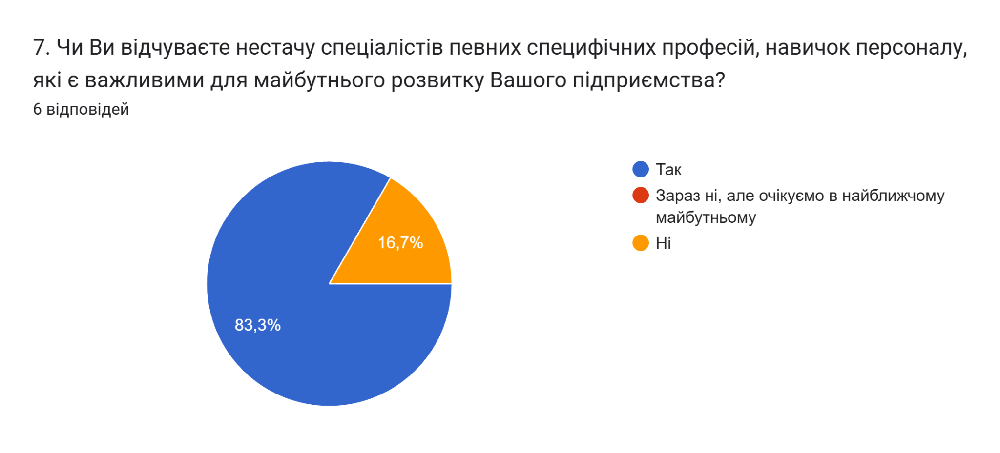 7. Чи Ви відчуваєте нестачу спеціалістів певних специфічних професій, навичок персоналу,
які є важливими для майбутнього розвитку Вашого підприємства?
6 відповідей
Так
Зараз ні, але очікуємо в найближчому
майбутньому
Ні
16,7%
83,3%